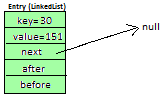 Entry (LinkedList)
key=30
value=151
next
null
after
before